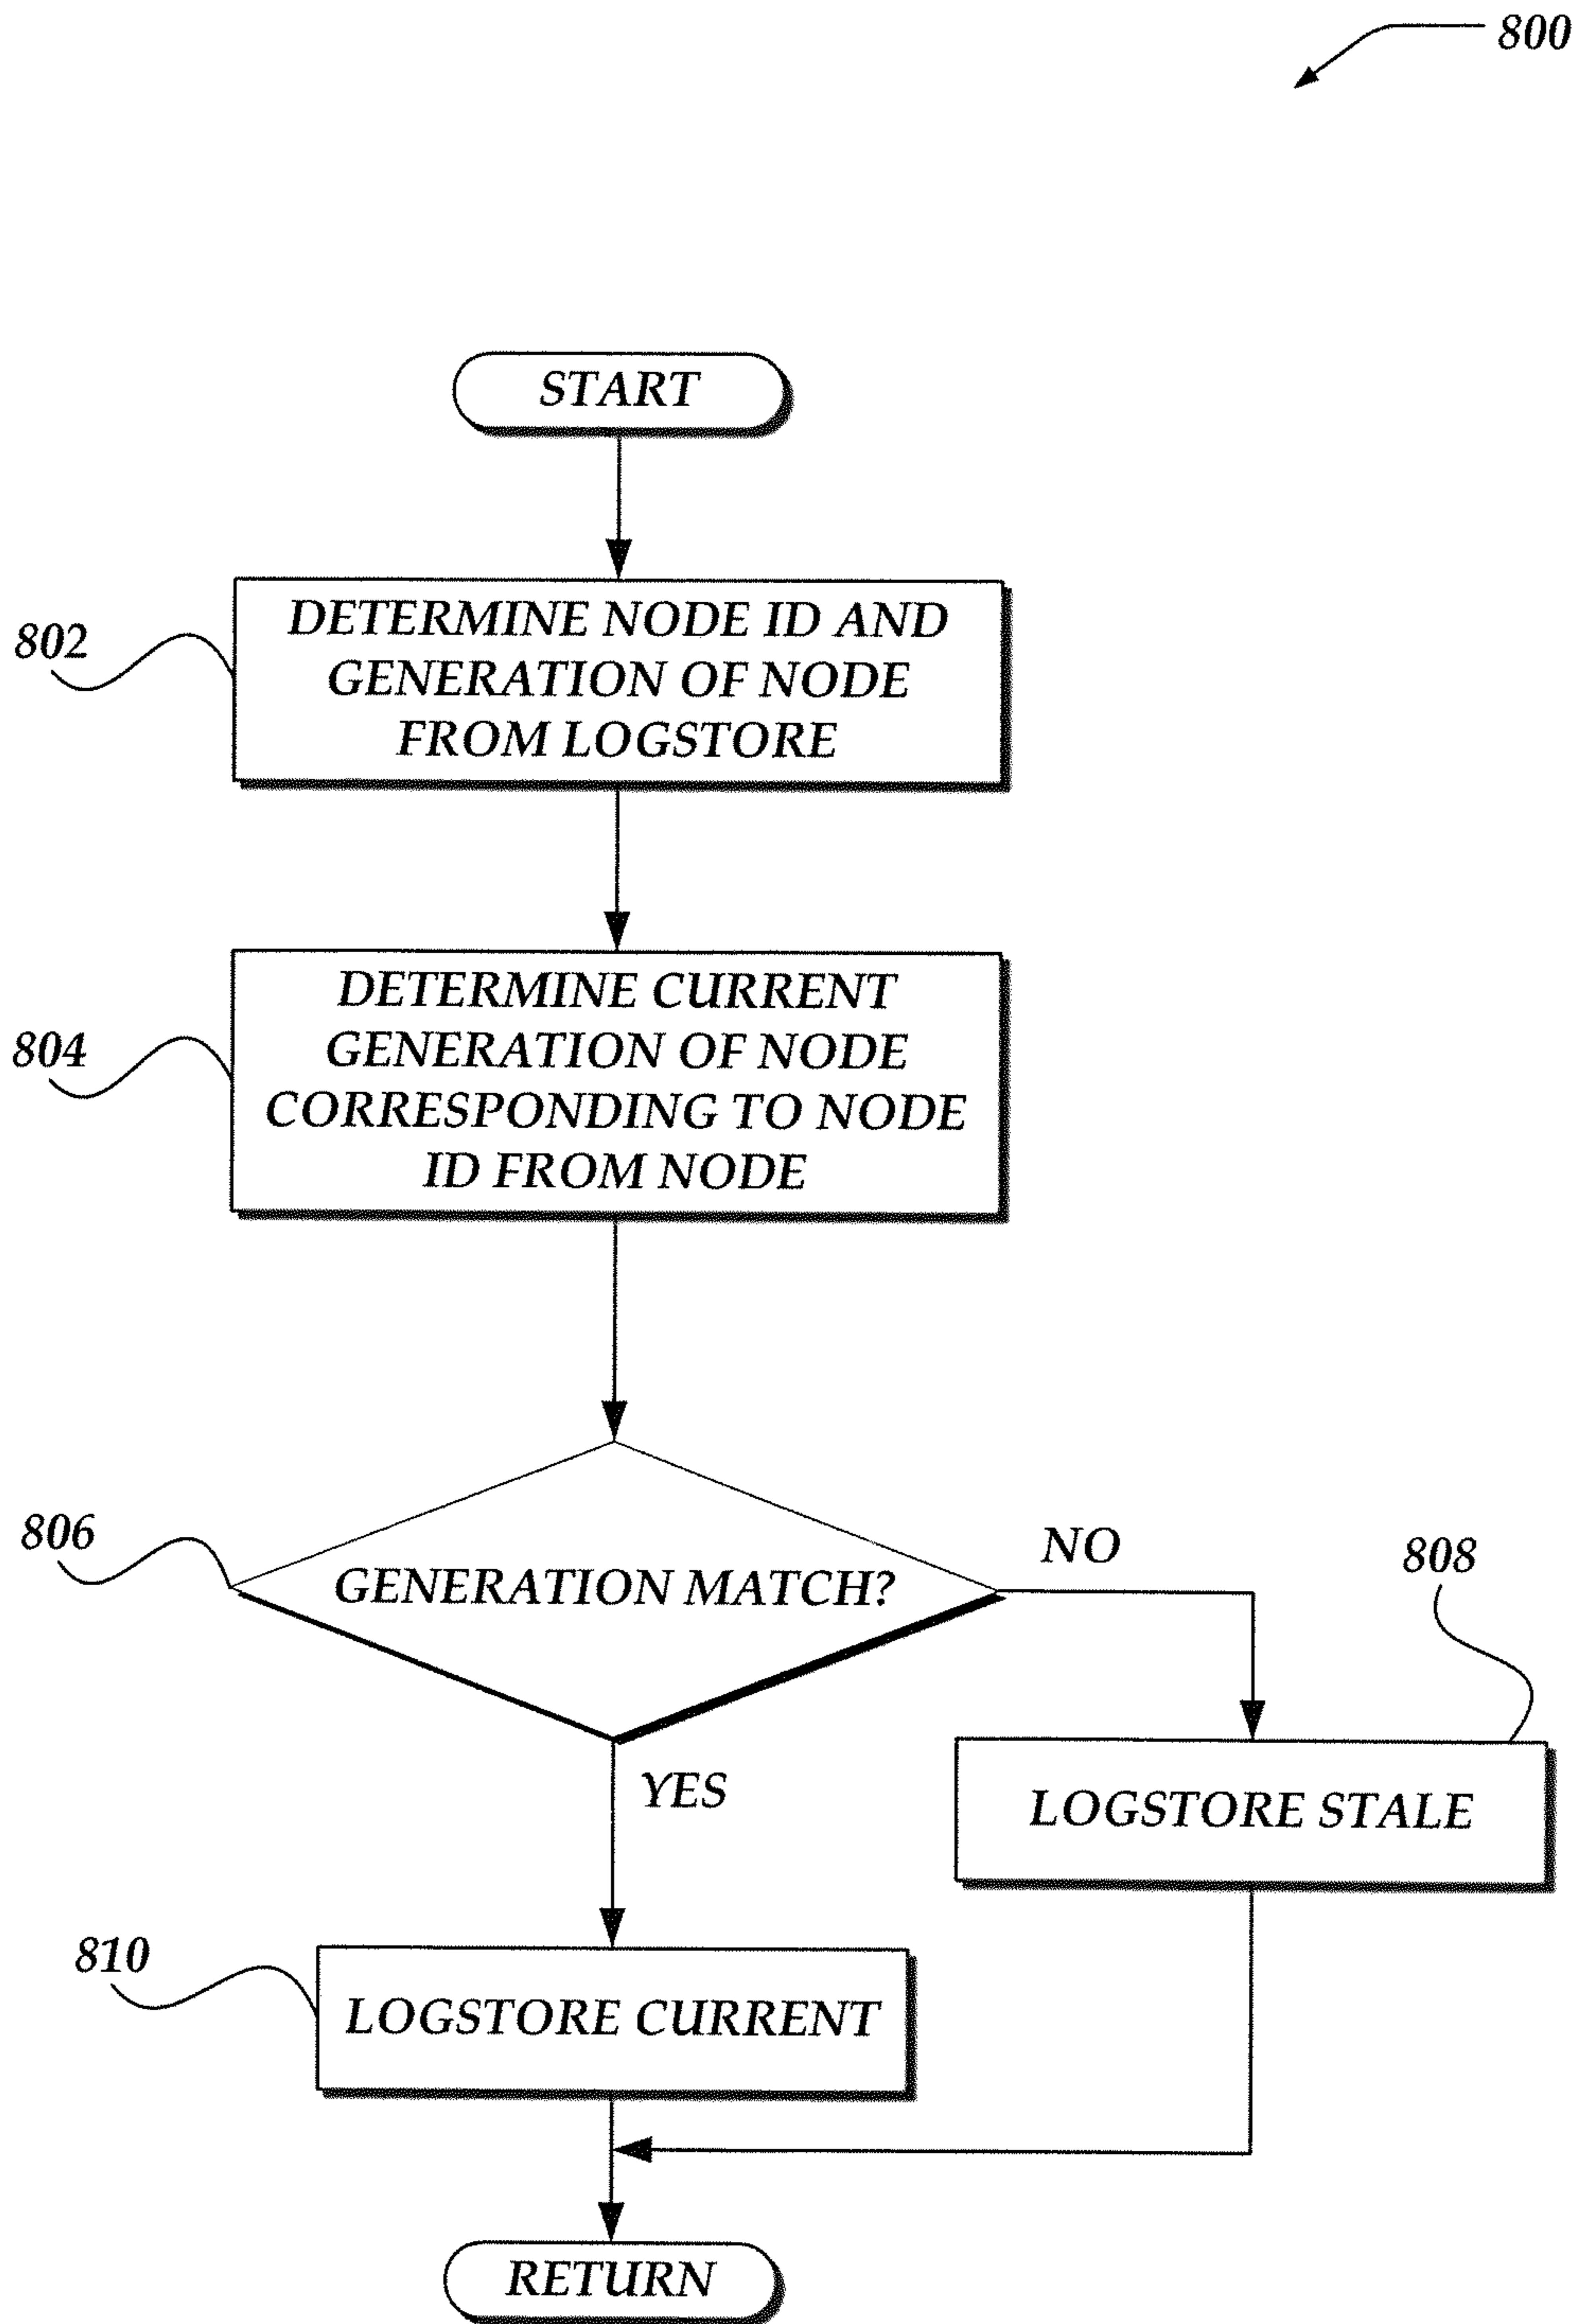 800
START
802
DETERMINE NODE ID AND
GENERATION OF NODE
FROM LOGSTORE
804
DETERMINE CURRENT
GENERATION OF NODE
CORRESPONDING TO NODE
ID FROM NODE
806
GENERATION MATCH?
NO
808
YES
LOGSTORE STALE
810
LOGSTORE CURRENT
RETURN